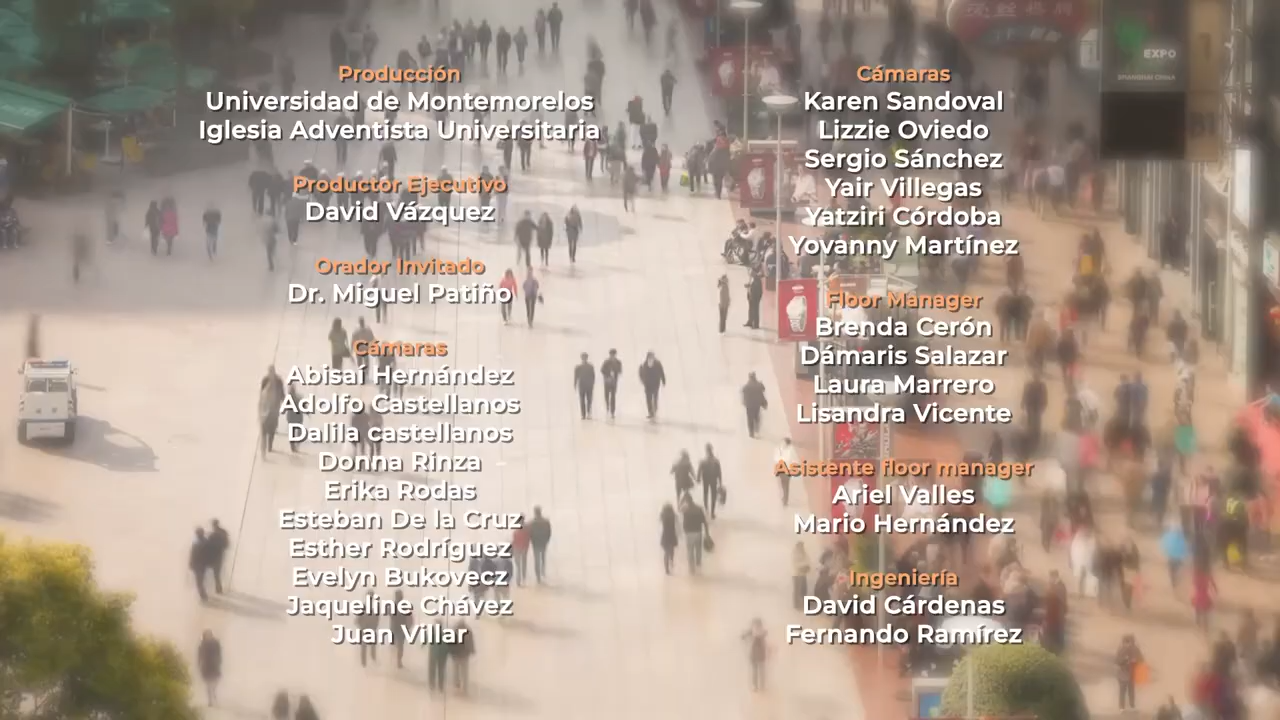 Producción
Universidad de Montemorelos
Iglesia Adventista Universitaria
Productor Ejecutivo
David Vázquez
Orador Invitado
Dr. Miguel Patiño
Cámaras
Abisaí Hernández
Adolfo Castellanos
Dalila castellanos
Donna Rinza
Erika Rodas
Esteban De la Cruz
Esther Rodríguez
Evelyn Bukovecz
Jaqueline Chávez
Juan Villar
Cámaras
Karen Sandoval
Lizzie Oviedo
Sergio Sánchez
Yair Villegas
Yatziri Córdoba
Yovanny Martínez
Floor Manager
Brenda Cerón
Dámaris Salazar
Laura Marrero
Lisandra Vicente
Asistente floor manager
Ariel Valles
Mario Hernández
Ingeniería
David Cárdenas
Fernando Ramírez
EXPO
SHANGHAI CHINA